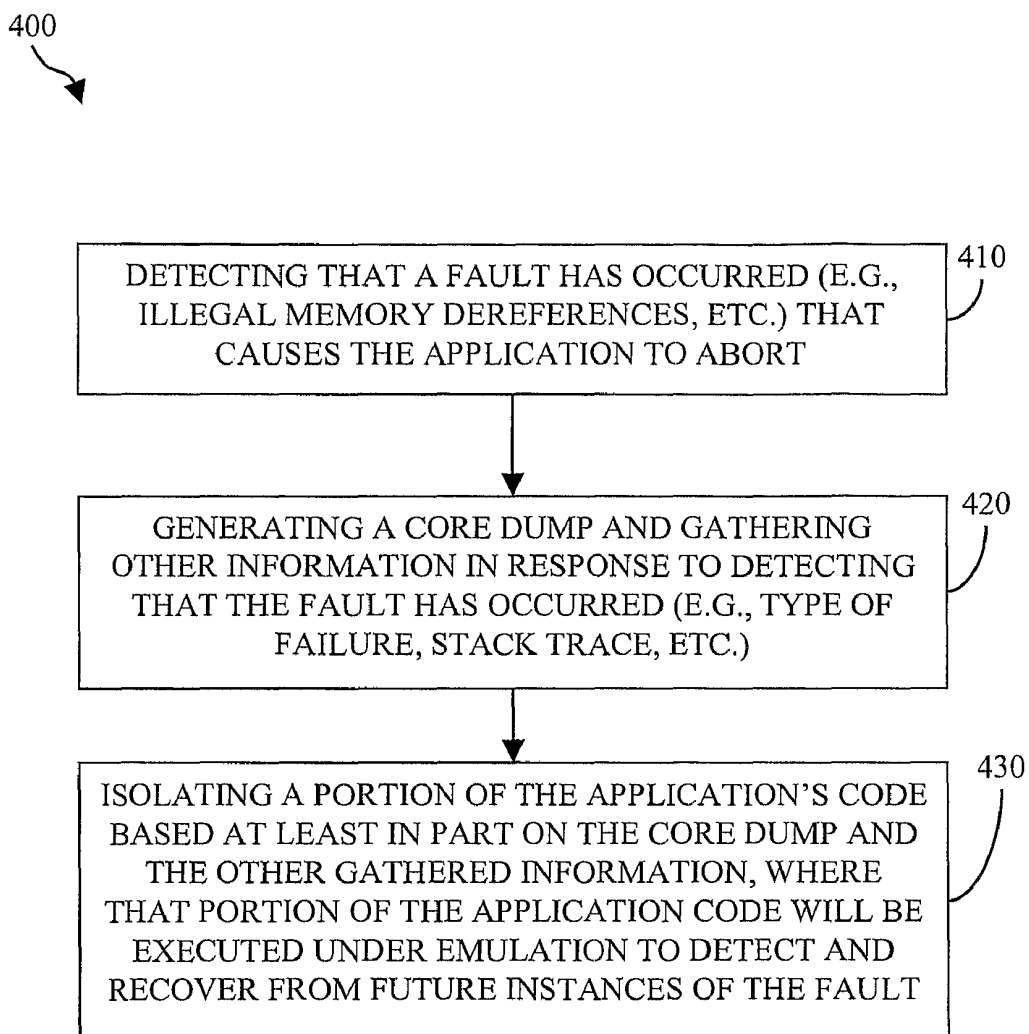 400
DETECTING THAT A FAULT HAS OCCURRED (E.G.,
ILLEGAL MEMORY DEREFERENCES, ETC.) THAT
CAUSES THE APPLICATION TO ABORT
410
GENERATING A CORE DUMP AND GATHERING
OTHER INFORMATION IN RESPONSE TO DETECTING
THAT THE FAULT HAS OCCURRED (E.G., TYPE OF
FAILURE, STACK TRACE, ETC.)
420
ISOLATING A PORTION OF THE APPLICATION'S CODE
BASED AT LEAST IN PART ON THE CORE DUMP AND
THE OTHER GATHERED INFORMATION, WHERE
THAT PORTION OF THE APPLICATION CODE WILL BE
EXECUTED UNDER EMULATION TO DETECT AND
RECOVER FROM FUTURE INSTANCES OF THE FAULT
430